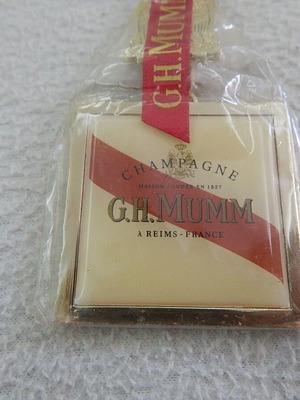 G.H.MUMM
CHAMPAGNE
MAISON FONDÉE EN 1827
G.H.MUMM
À REIMS - FRANCE